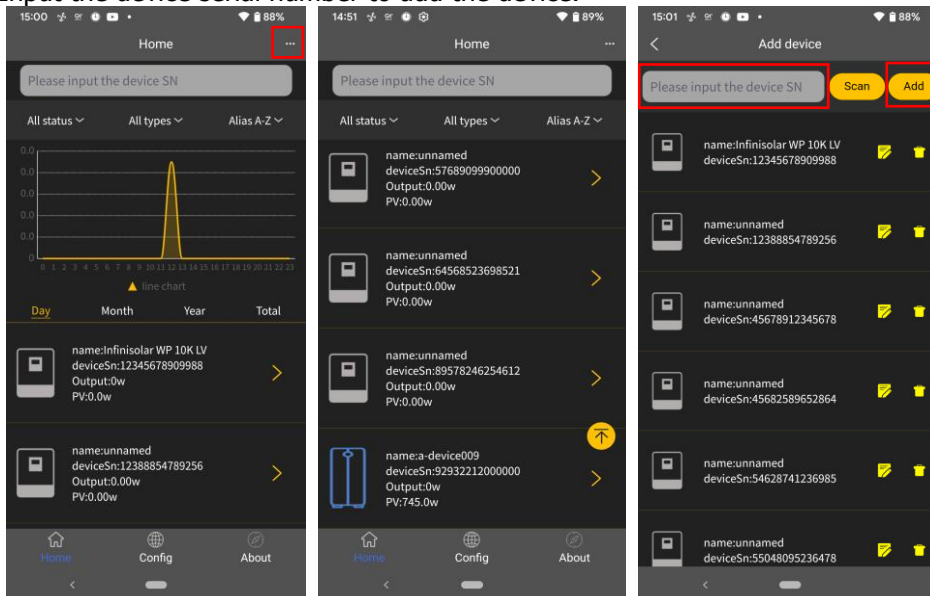 input the device serial number to add the device.
15:00
88%
Home
...
Please input the device SN
All status
All types
Alias A-Z
0.0
0.0
0.0
0.0
0.0
0
0 1 2 3 4 5 6 7 8 9 10 11 12 13 14 15 16 17 18 19 20 21 22 23
line chart
Day
Month
Year
Total
name:Infinisolar WP 10K LV
deviceSn:12345678909988
Output:0w
PV:0.0w
name:unnamed
deviceSn:12388854789256
Output:0.00w
PV:0.00w
Home
Config
About
14:51
89%
Home
...
Please input the device SN
All status
All types
Alias A-Z
name:unnamed
deviceSn:57689099900000
Output:0.00w
PV:0.00w
name:unnamed
deviceSn:64568523698521
Output:0.00w
PV:0.00w
name:unnamed
deviceSn:89578246254612
Output:0.00w
PV:0.00w
name:a-device009
deviceSn:92932212000000
Output:0w
PV:745.0w
Home
Config
About
15:01
88%
Add device
Please input the device SN
Scan
Add
name:Infinisolar WP 10K LV
deviceSn:12345678909988
name:unnamed
deviceSn:12388854789256
name:unnamed
deviceSn:45678912345678
name:unnamed
deviceSn:45682589652864
name:unnamed
deviceSn:54628741236985
name:unnamed
deviceSn:55048095236478